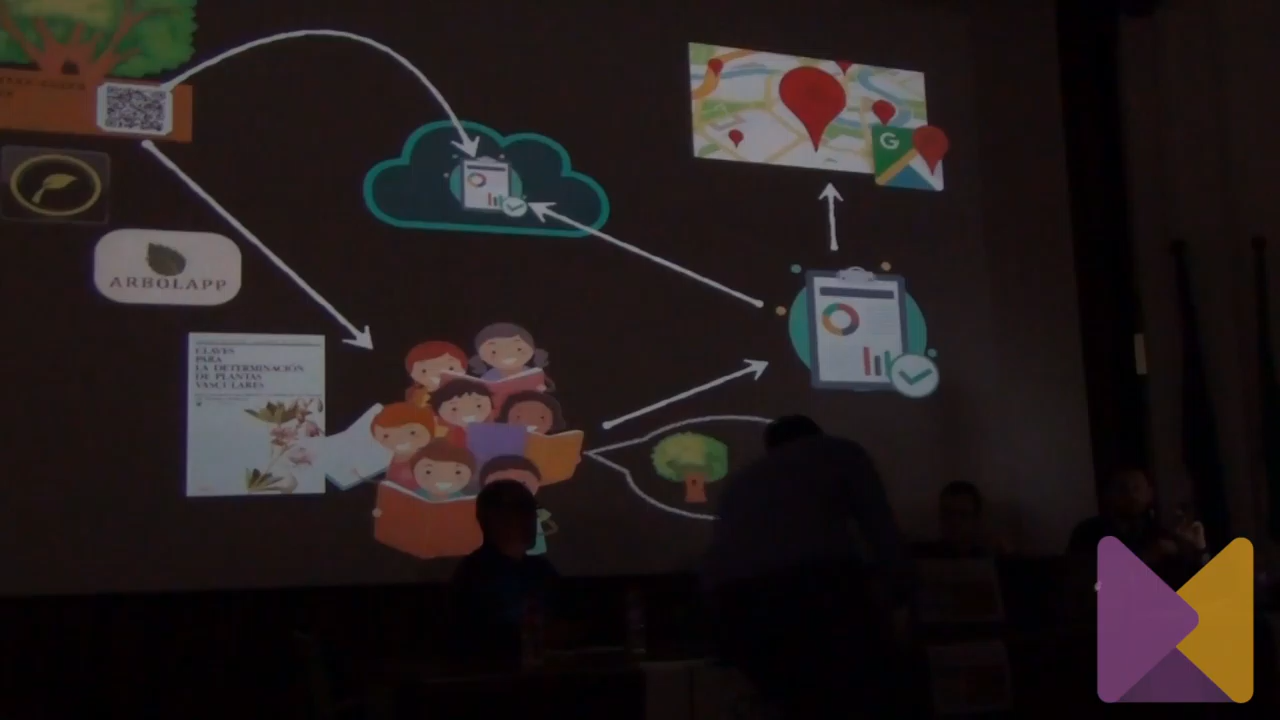 ARBOLAPP
CLAVES
PARA
LA DETERMINACIÓN
DE PLANTAS
VASCULARES
G